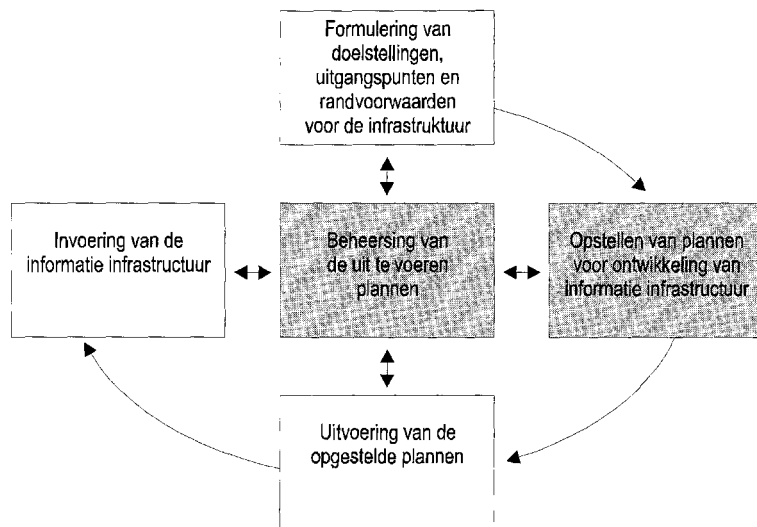 Formulering van
doelstellingen,
uitgangspunten en
randvoorwaarden
voor de infrastruktuur
Invoering van de
informatie infrastructuur
Beheersing van
de uit te voeren
plannen
Opstellen van plannen
voor ontwikkeling van
informatie infrastructuur
Uitvoering van de
opgestelde plannen